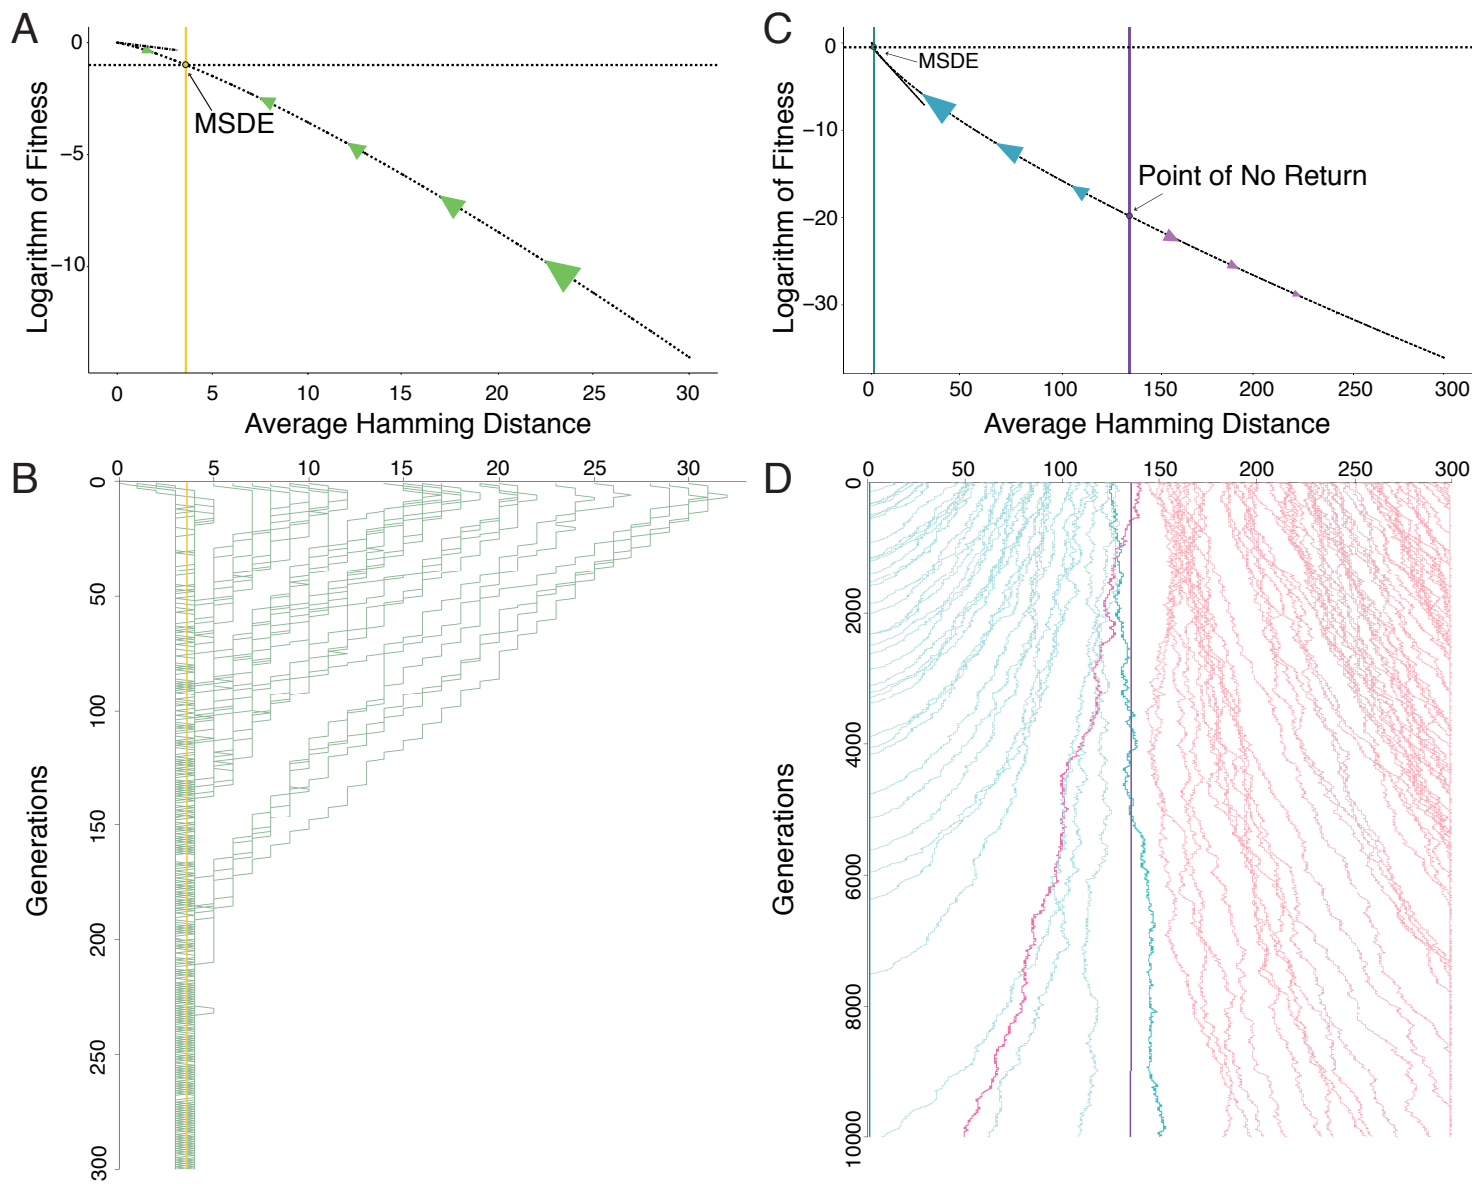 A
0
−5
−10
Logarithm of Fitness
MSDE
0 5 10 15 20 25 30
Average Hamming Distance
C
0
−10
−20
−30
Logarithm of Fitness
MSDE
Point of No Return
0 50 100 150 200 250 300
Average Hamming Distance
B
0 5 10 15 20 25 30
0
50
100
150
200
250
300
Generations
D
0 50 100 150 200 250 300
0
2000
4000
6000
8000
10000
Generations